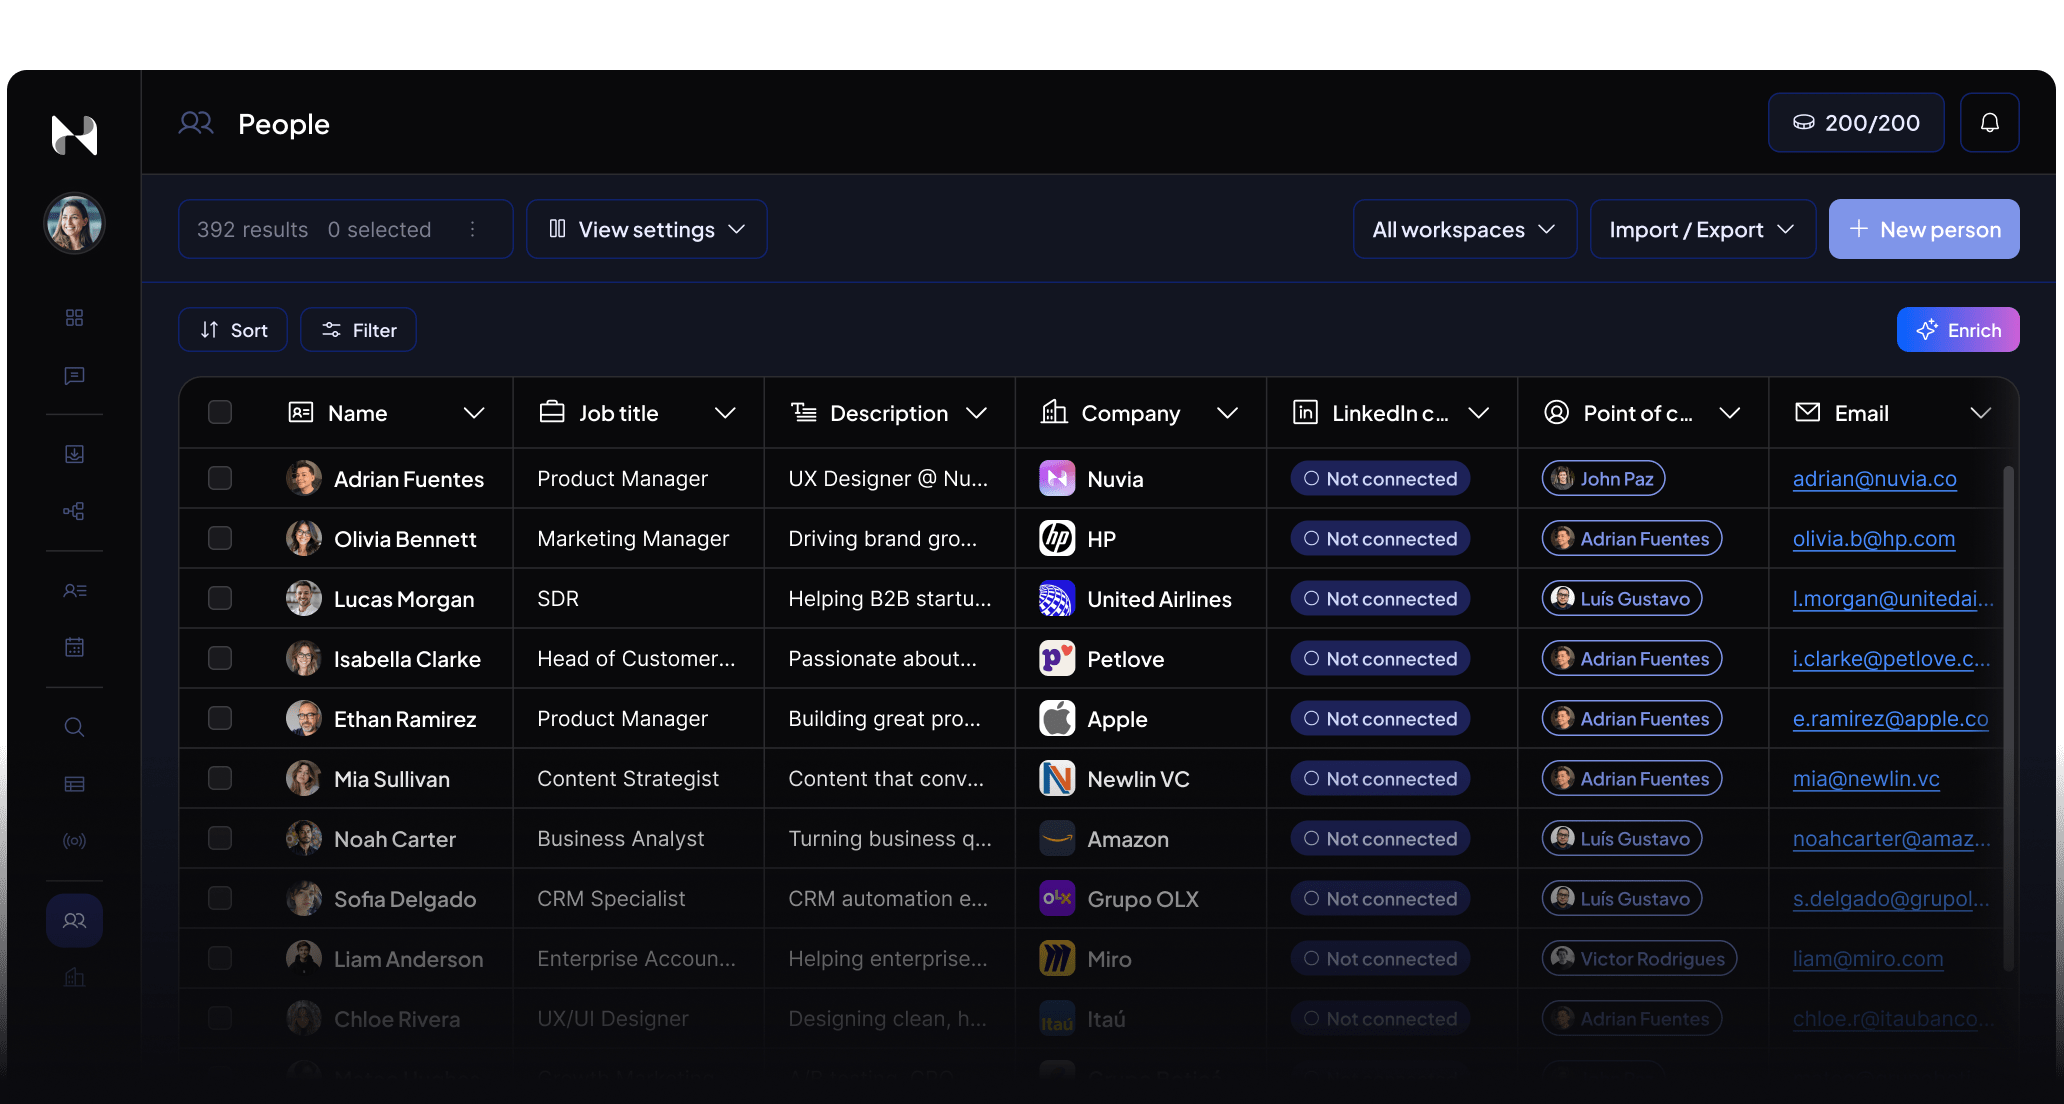 People
200/200
392 results 0 selected
View settings
All workspaces
Import / Export
+ New person
Sort
Filter
Enrich
Name Job title Description Company LinkedIn c... Point of c... Email
Adrian Fuentes Product Manager UX Designer @ Nu... Nuvia Not connected John Paz adrian@nuvia.co
Olivia Bennett Marketing Manager Driving brand gro... hp HP Not connected Adrian Fuentes olivia.b@hp.com
Lucas Morgan SDR Helping B2B startu... United Airlines Not connected Luís Gustavo l.morgan@unitedai...
Isabella Clarke Head of Customer... Passionate about... p Petlove Not connected Adrian Fuentes i.clarke@petlove.c...
Ethan Ramirez Product Manager Building great pro... Apple Not connected Adrian Fuentes e.ramirez@apple.co
Mia Sullivan Content Strategist Content that conv... N Newlin VC Not connected Adrian Fuentes mia@newlin.vc
Noah Carter Business Analyst Turning business q... Amazon Not connected Luís Gustavo noahcarter@amaz...
Sofia Delgado CRM Specialist CRM automation e... olx Grupo OLX Not connected Luís Gustavo s.delgado@grupol...
Liam Anderson Enterprise Accoun... Helping enterprise... Miro Not connected Victor Rodrigues liam@miro.com
Chloe Rivera UX/UI Designer Designing clean, h... Itaú Itaú Not connected Adrian Fuentes chloe.r@itaubanco...